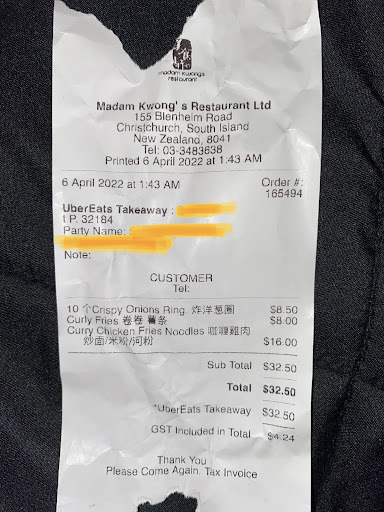 madam kwong's
restaurant
Madam Kwong' s Restaurant Ltd
155 Blenheim Road
Christchurch, South Island
New Zealand, 8041
Tel: 03-3483638
Printed 6 April 2022 at 1:43 AM
6 April 2022 at 1:43 AM Order #:
165494
UberEats Takeaway :
LP. 32184
Party Name:
Note:
CUSTOMER
Tel:
10 个Crispy Onions Ring 炸洋葱圈 $8.50
Curly Fries 卷卷 薯条 $8.00
Curry Chicken Fries Noodles 咖喱雞肉
炒面/米粉/河粉 $16.00
Sub Total $32.50
Total $32.50
*UberEats Takeaway $32.50
GST Included in Total $4.24
Thank You
Please Come Again. Tax Invoice